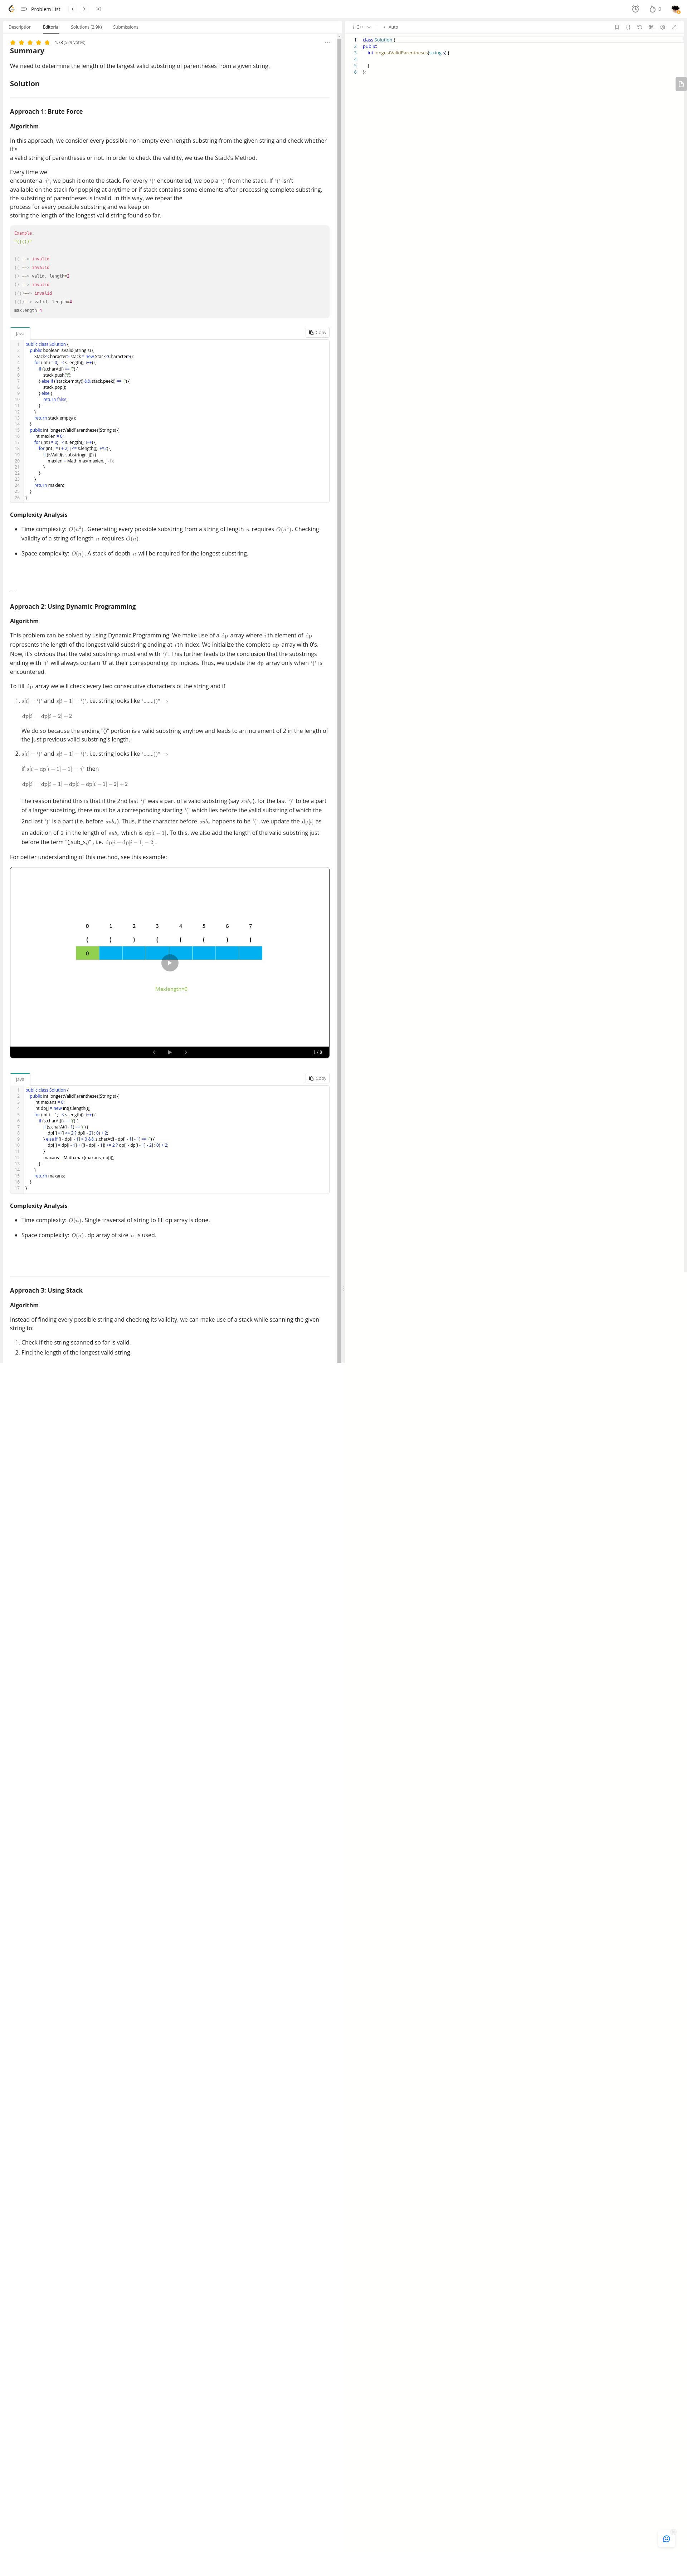 Problem List
0
Description
Editorial
Solutions (2.9K)
Submissions
C++
Auto
4.73 (529 votes)
Summary
We need to determine the length of the largest valid substring of parentheses from a given string.
Solution
Approach 1: Brute Force
Algorithm
In this approach, we consider every possible non-empty even length substring from the given string and check whether
it's
a valid string of parentheses or not. In order to check the validity, we use the Stack's Method.
Every time we
encounter a '(', we push it onto the stack. For every ')' encountered, we pop a '(' from the stack. If '(' isn't
available on the stack for popping at anytime or if stack contains some elements after processing complete substring,
the substring of parentheses is invalid. In this way, we repeat the
process for every possible substring and we keep on
storing the length of the longest valid string found so far.
Example:
"((())"
(( --> invalid
(( --> invalid
() --> valid, length=2
)) --> invalid
((()--> invalid
(())--> valid, length=4
maxlength=4
Java
Copy
1 public class Solution {
2 public boolean isValid(String s) {
3 Stack<Character> stack = new Stack<Character>();
4 for (int i = 0; i < s.length(); i++) {
5 if (s.charAt(i) == '(') {
6 stack.push('(');
7 } else if (!stack.empty() && stack.peek() == '(') {
8 stack.pop();
9 } else {
10 return false;
11 }
12 }
13 return stack.empty();
14 }
15 public int longestValidParentheses(String s) {
16 int maxlen = 0;
17 for (int i = 0; i < s.length(); i++) {
18 for (int j = i + 2; j <= s.length(); j+=2) {
19 if (isValid(s.substring(i, j))) {
20 maxlen = Math.max(maxlen, j - i);
21 }
22 }
23 }
24 return maxlen;
25 }
26 }
Complexity Analysis
• Time complexity: O(n³). Generating every possible substring from a string of length n requires O(n²). Checking
validity of a string of length n requires O(n).
• Space complexity: O(n). A stack of depth n will be required for the longest substring.
—
Approach 2: Using Dynamic Programming
Algorithm
This problem can be solved by using Dynamic Programming. We make use of a dp array where ith element of dp
represents the length of the longest valid substring ending at ith index. We initialize the complete dp array with 0's.
Now, it's obvious that the valid substrings must end with ')'. This further leads to the conclusion that the substrings
ending with '(' will always contain '0' at their corresponding dp indices. Thus, we update the dp array only when ')' is
encountered.
To fill dp array we will check every two consecutive characters of the string and if
1. s[i] = ')' and s[i − 1] = '(', i.e. string looks like ".......()" ⇒
dp[i] = dp[i − 2] + 2
We do so because the ending "()" portion is a valid substring anyhow and leads to an increment of 2 in the length of
the just previous valid substring's length.
2. s[i] = ')' and s[i − 1] = ')', i.e. string looks like ".......))" ⇒
if s[i − dp[i − 1] − 1] = '(' then
dp[i] = dp[i − 1] + dp[i − dp[i − 1] − 2] + 2
The reason behind this is that if the 2nd last ')' was a part of a valid substring (say subs), for the last ')' to be a part
of a larger substring, there must be a corresponding starting '(' which lies before the valid substring of which the
2nd last ')' is a part (i.e. before subs). Thus, if the character before subs happens to be '(', we update the dp[i] as
an addition of 2 in the length of subs which is dp[i − 1]. To this, we also add the length of the valid substring just
before the term "(,sub_s,)" , i.e. dp[i − dp[i − 1] − 2].
For better understanding of this method, see this example:
0 1 2 3 4 5 6 7
( ) ) ( ( ( ) )
0
Maxlength=0
1 / 8
Java
Copy
1 public class Solution {
2 public int longestValidParentheses(String s) {
3 int maxans = 0;
4 int dp[] = new int[s.length()];
5 for (int i = 1; i < s.length(); i++) {
6 if (s.charAt(i) == ')') {
7 if (s.charAt(i - 1) == '(') {
8 dp[i] = (i >= 2 ? dp[i - 2] : 0) + 2;
9 } else if (i - dp[i - 1] > 0 && s.charAt(i - dp[i - 1] - 1) == '(') {
10 dp[i] = dp[i - 1] + ((i - dp[i - 1]) >= 2 ? dp[i - dp[i - 1] - 2] : 0) + 2;
11 }
12 maxans = Math.max(maxans, dp[i]);
13 }
14 }
15 return maxans;
16 }
17 }
Complexity Analysis
• Time complexity: O(n). Single traversal of string to fill dp array is done.
• Space complexity: O(n). dp array of size n is used.
Approach 3: Using Stack
Algorithm
Instead of finding every possible string and checking its validity, we can make use of a stack while scanning the given
string to:
1. Check if the string scanned so far is valid.
2. Find the length of the longest valid string.
1 class Solution {
2 public:
3 int longestValidParentheses(string s) {
4
5 }
6 };